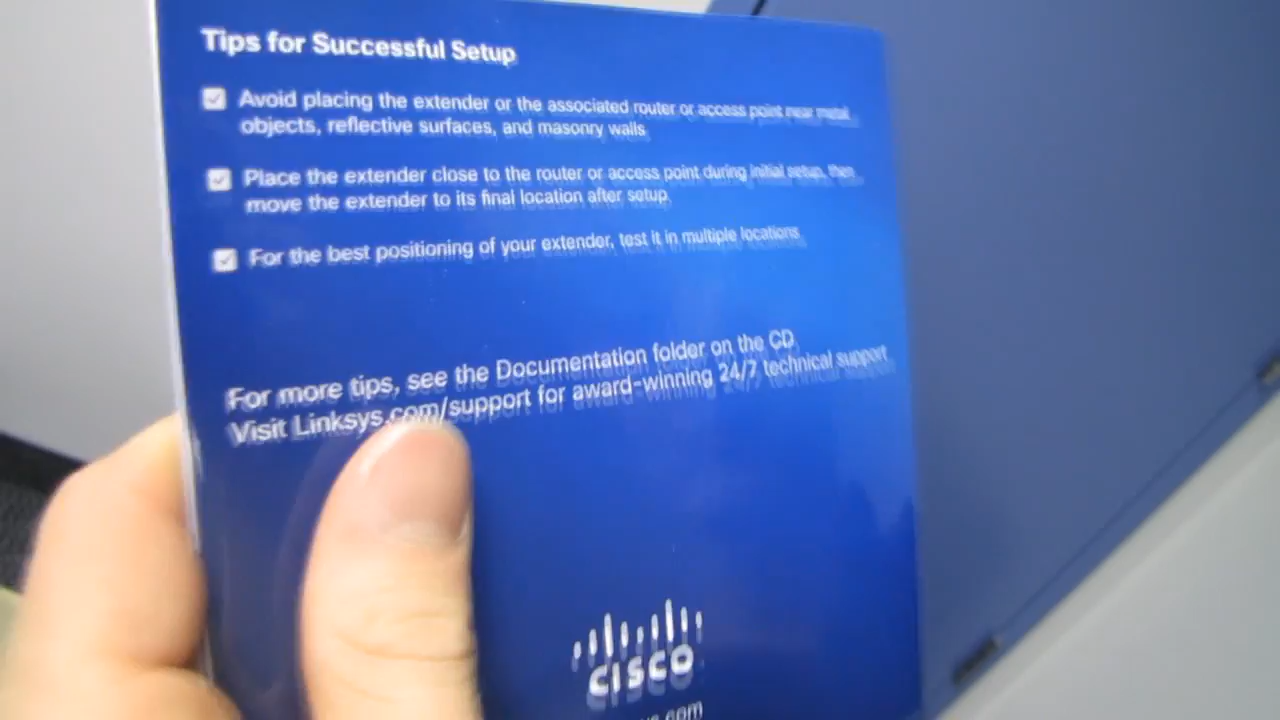 Tips for Successful Setup
Avoid placing the extender or the associated router or access point near metal
objects, reflective surfaces, and masonry walls
Place the extender close to the router or access point during initial setup, then
move the extender to its final location after setup
For the best positioning of your extender, test it in multiple locations
For more tips, see the Documentation folder on the CD
Visit Linksys.com/support for award-winning 24/7 technical support
CISCO